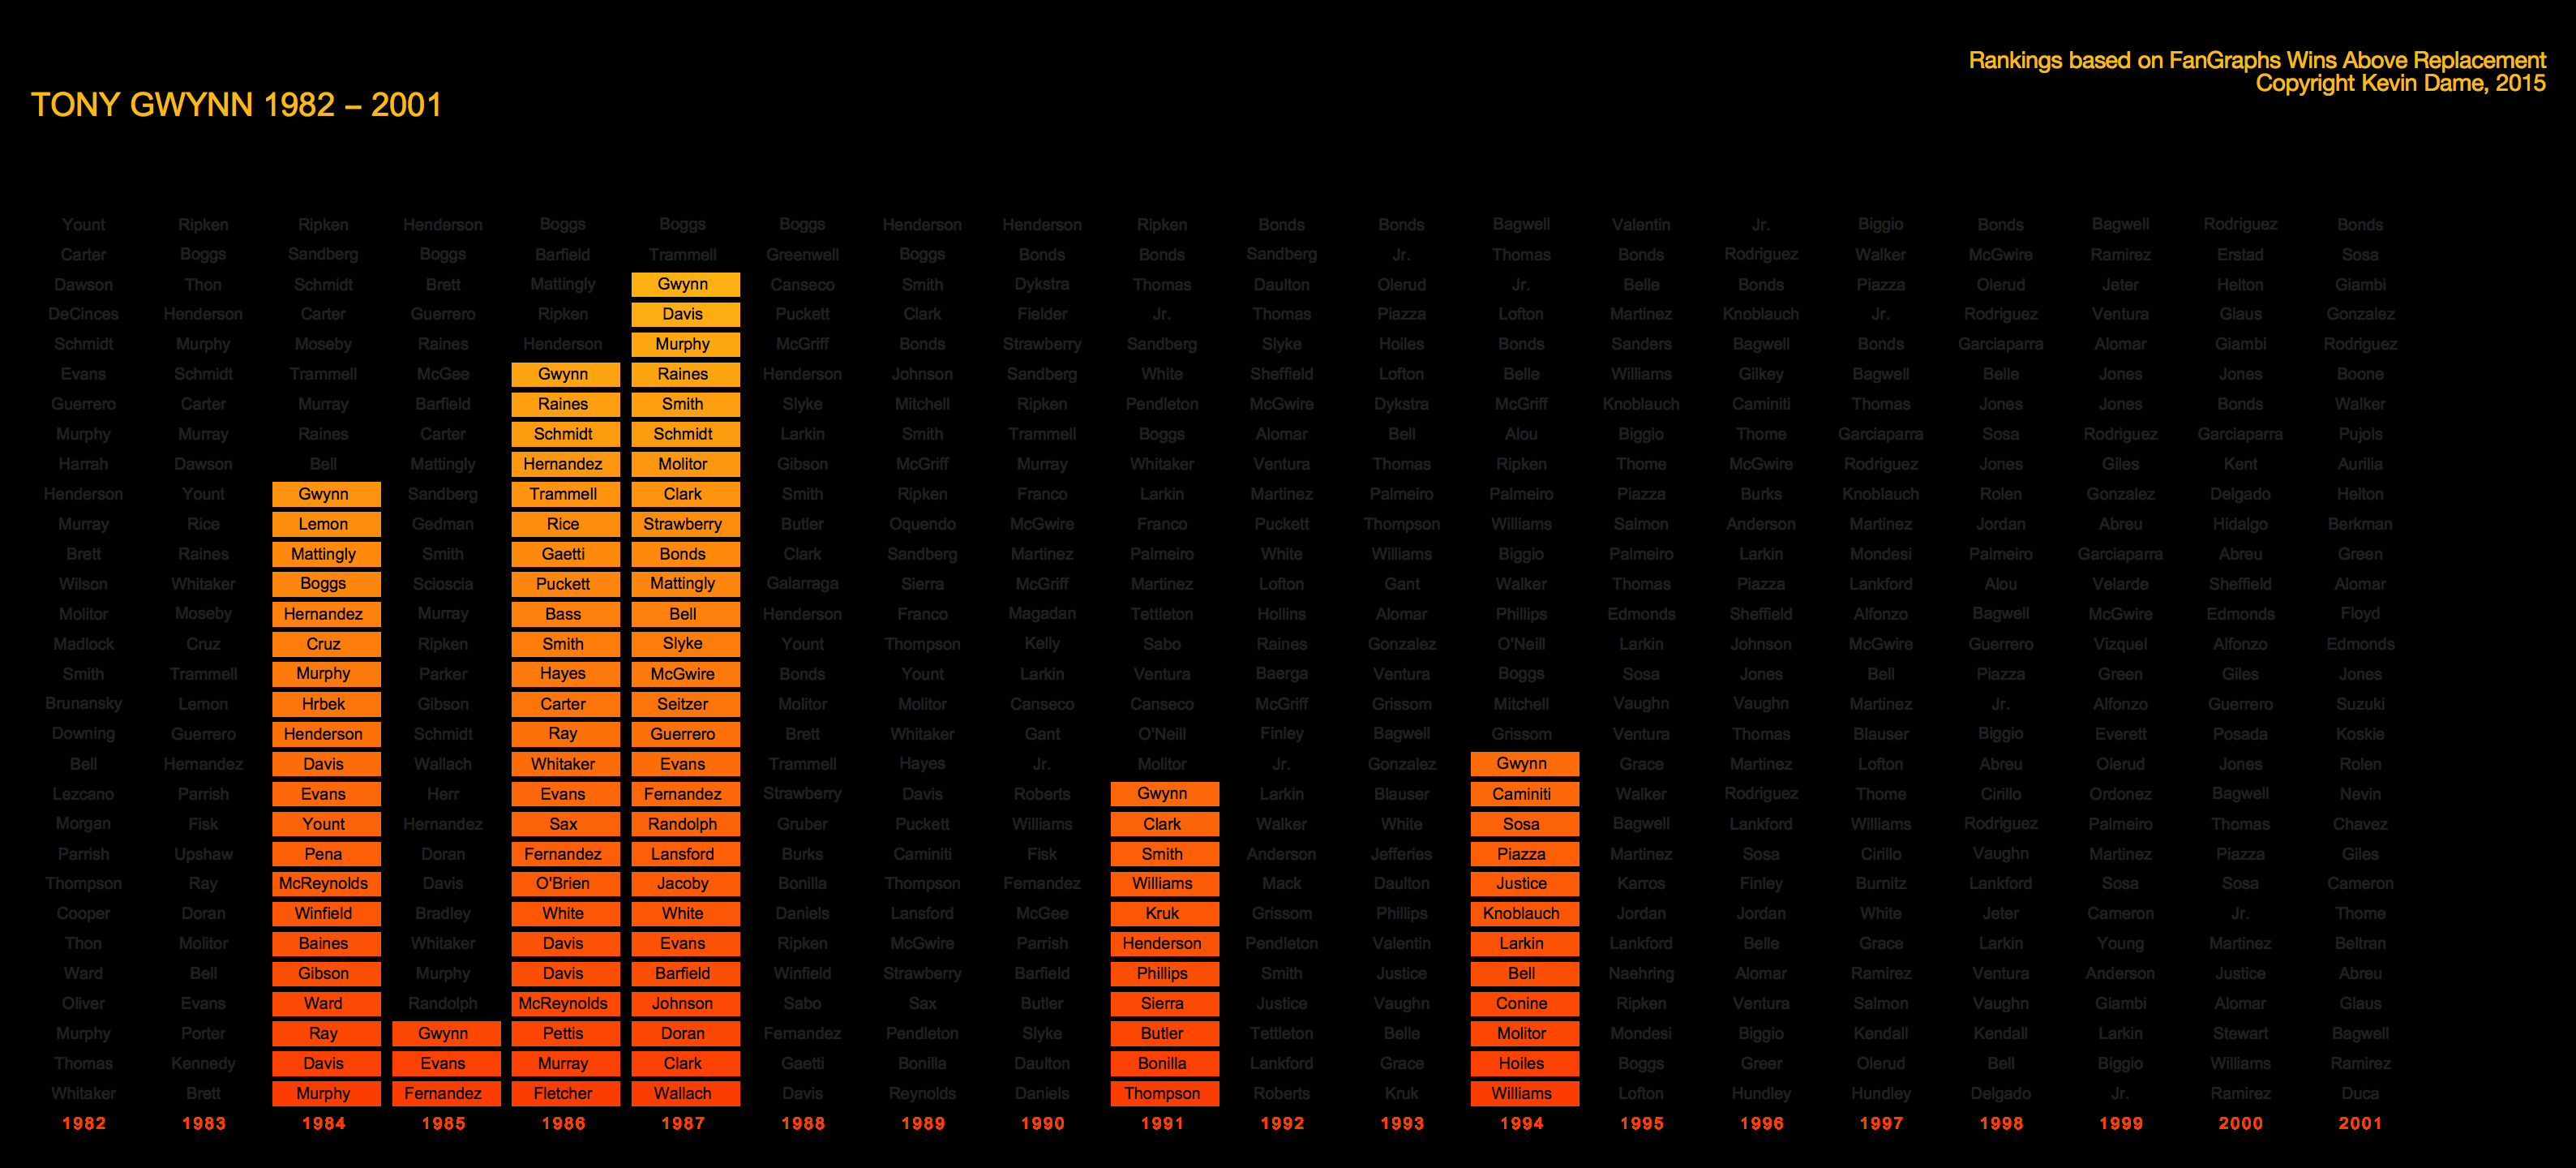 Rankings based on FanGraphs Wins Above Replacement
Copyright Kevin Dame, 2015
TONY GWYNN 1982 – 2001
Yount Ripken Ripken Henderson Boggs Boggs Boggs Henderson Henderson Ripken Bonds Bonds Bagwell Valentin Jr. Biggio Bonds Bagwell Rodriguez Bonds
Carter Boggs Sandberg Boggs Barfield Trammell Greenwell Boggs Bonds Bonds Sandberg Jr. Thomas Bonds Rodriguez Walker McGwire Ramirez Erstad Sosa
Dawson Thon Schmidt Brett Mattingly Gwynn Canseco Smith Dykstra Thomas Daulton Olerud Jr. Belle Bonds Piazza Olerud Jeter Helton Giambi
DeCinces Henderson Carter Guerrero Ripken Davis Puckett Clark Fielder Jr. Thomas Piazza Lofton Martinez Knoblauch Jr. Rodriguez Ventura Glaus Gonzalez
Schmidt Murphy Moseby Raines Henderson Murphy McGriff Bonds Strawberry Sandberg Slyke Hoiles Bonds Sanders Bagwell Bonds Garciaparra Alomar Giambi Rodriguez
Evans Schmidt Trammell McGee Gwynn Raines Henderson Johnson Sandberg White Sheffield Lofton Belle Williams Gilkey Bagwell Belle Jones Jones Boone
Guerrero Carter Murray Barfield Raines Smith Slyke Mitchell Ripken Pendleton McGwire Dykstra McGriff Knoblauch Caminiti Thomas Jones Jones Bonds Walker
Murphy Murray Raines Carter Schmidt Schmidt Larkin Smith Trammell Boggs Alomar Bell Alou Biggio Thome Garciaparra Sosa Rodriguez Garciaparra Pujols
Harrah Dawson Bell Mattingly Hernandez Molitor Gibson McGriff Murray Whitaker Ventura Thomas Ripken Thome McGwire Rodriguez Jones Giles Kent Aurilia
Henderson Yount Gwynn Sandberg Trammell Clark Smith Ripken Franco Larkin Martinez Palmeiro Palmeiro Piazza Burks Knoblauch Rolen Gonzalez Delgado Helton
Murray Rice Lemon Gedman Rice Strawberry Butler Oquendo McGwire Franco Puckett Thompson Williams Salmon Anderson Martinez Jordan Abreu Hidalgo Berkman
Brett Raines Mattingly Smith Gaetti Bonds Clark Sandberg Martinez Palmeiro White Williams Biggio Palmeiro Larkin Mondesi Palmeiro Garciaparra Abreu Green
Wilson Whitaker Boggs Scioscia Puckett Mattingly Galarraga Sierra McGriff Martinez Lofton Gant Walker Thomas Piazza Lankford Alou Velarde Sheffield Alomar
Molitor Moseby Hernandez Murray Bass Bell Henderson Franco Magadan Tettleton Hollins Alomar Phillips Edmonds Sheffield Alfonzo Bagwell McGwire Edmonds Floyd
Madlock Cruz Cruz Ripken Smith Slyke Yount Thompson Kelly Sabo Raines Gonzalez O'Neill Larkin Johnson McGwire Guerrero Vizquel Alfonzo Edmonds
Smith Trammell Murphy Parker Hayes McGwire Bonds Yount Larkin Ventura Baerga Ventura Boggs Sosa Jones Bell Piazza Green Giles Jones
Brunansky Lemon Hrbek Gibson Carter Seitzer Molitor Molitor Canseco Canseco McGriff Grissom Mitchell Vaughn Vaughn Martinez Jr. Alfonzo Guerrero Suzuki
Downing Guerrero Henderson Schmidt Ray Guerrero Brett Whitaker Gant O'Neill Finley Bagwell Grissom Ventura Thomas Blauser Biggio Everett Posada Koskie
Bell Hernandez Davis Wallach Whitaker Evans Trammell Hayes Jr. Molitor Jr. Gonzalez Gwynn Grace Martinez Lofton Abreu Olerud Jones Rolen
Lezcano Parrish Evans Herr Evans Fernandez Strawberry Davis Roberts Gwynn Larkin Blauser Caminiti Walker Rodriguez Thome Cirillo Ordonez Bagwell Nevin
Morgan Fisk Yount Hernandez Sax Randolph Gruber Puckett Williams Clark Walker White Sosa Bagwell Lankford Williams Rodriguez Palmeiro Thomas Chavez
Parrish Upshaw Pena Doran Fernandez Lansford Burks Caminiti Fisk Smith Anderson Jefferies Piazza Martinez Sosa Cirillo Vaughn Martinez Piazza Giles
Thompson Ray McReynolds Davis O'Brien Jacoby Bonilla Thompson Fernandez Williams Mack Daulton Justice Karros Finley Burnitz Lankford Sosa Sosa Cameron
Cooper Doran Winfield Bradley White White Daniels Lansford McGee Kruk Grissom Phillips Knoblauch Jordan Jordan White Jeter Cameron Jr. Thome
Thon Molitor Baines Whitaker Davis Evans Ripken McGwire Parrish Henderson Pendleton Valentin Larkin Lankford Belle Grace Larkin Young Martinez Beltran
Ward Bell Gibson Murphy Davis Barfield Winfield Strawberry Barfield Phillips Smith Justice Bell Naehring Alomar Ramirez Ventura Anderson Justice Abreu
Oliver Evans Ward Randolph McReynolds Johnson Sabo Sax Butler Sierra Justice Vaughn Conine Ripken Ventura Salmon Vaughn Giambi Alomar Glaus
Murphy Porter Ray Gwynn Pettis Doran Fernandez Pendleton Slyke Butler Tettleton Belle Molitor Mondesi Biggio Kendall Kendall Larkin Stewart Bagwell
Thomas Kennedy Davis Evans Murray Clark Gaetti Bonilla Daulton Bonilla Lankford Grace Hoiles Boggs Greer Olerud Bell Biggio Williams Ramirez
Whitaker Brett Murphy Fernandez Fletcher Wallach Davis Reynolds Daniels Thompson Roberts Kruk Williams Lofton Hundley Hundley Delgado Jr. Ramirez Duca
1982 1983 1984 1985 1986 1987 1988 1989 1990 1991 1992 1993 1994 1995 1996 1997 1998 1999 2000 2001